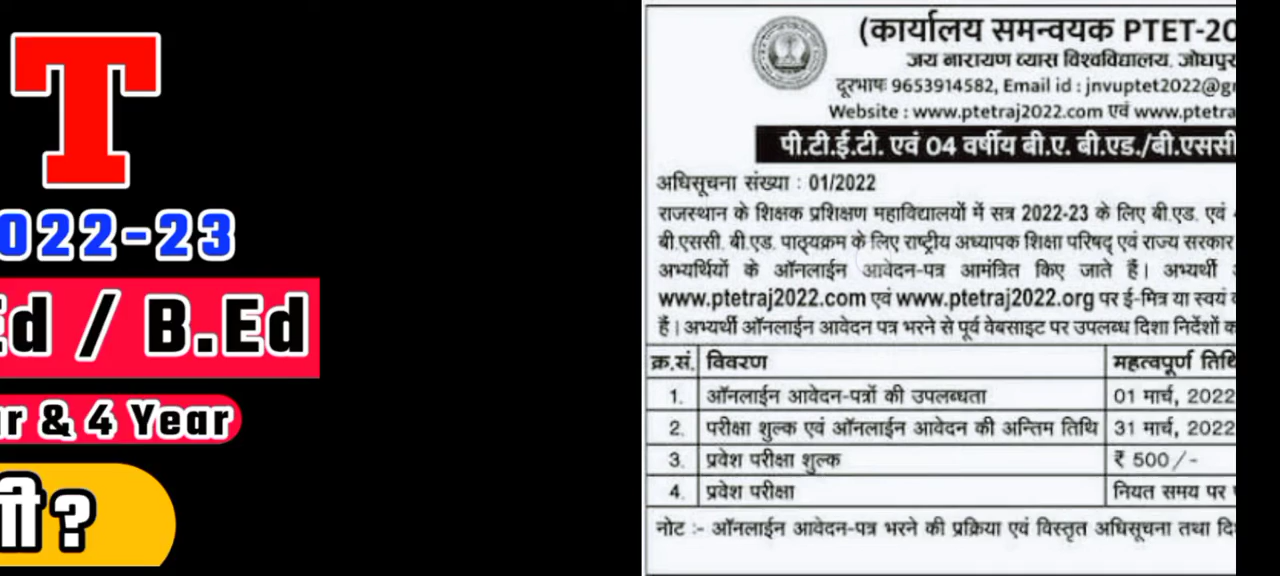 T
022-23
Ed / B.Ed
ar & 4 Year
ी?
(कार्यालय समन्वयक PTET-20
जय नारायण व्यास विश्वविद्यालय, जोधपुर
दूरभाषः 9653914582, Email id : jnvuptet2022@g
Website : www.ptetraj2022.com एवं www.ptetra
पी.टी.ई.टी. एवं 04 वर्षीय बी.ए. बी.एड./बी.एससी
अधिसूचना संख्या : 01/2022
राजस्थान के शिक्षक प्रशिक्षण महाविद्यालयों में सत्र 2022-23 के लिए बी.एड. एवं
बी.एससी. बी.एड. पाठ्यक्रम के लिए राष्ट्रीय अध्यापक शिक्षा परिषद् एवं राज्य सरकार
अभ्यर्थियों के ऑनलाईन आवेदन-पत्र आमंत्रित किए जाते हैं। अभ्यर्थी
www.ptetraj2022.com एवं www.ptetraj2022.org पर ई-मित्र या स्वयं
हैं। अभ्यर्थी ऑनलाईन आवेदन पत्र भरने से पूर्व वेबसाइट पर उपलब्ध दिशा निर्देशों
क्र.सं. विवरण महत्वपूर्ण तिथि
1. ऑनलाईन आवेदन-पत्रों की उपलब्धता 01 मार्च, 2022
2. परीक्षा शुल्क एवं ऑनलाईन आवेदन की अन्तिम तिथि 31 मार्च, 2022
3. प्रवेश परीक्षा शुल्क ₹ 500/-
4. प्रवेश परीक्षा नियत समय पर
नोट :- ऑनलाईन आवेदन-पत्र भरने की प्रक्रिया एवं विस्तृत अधिसूचना तथा दि